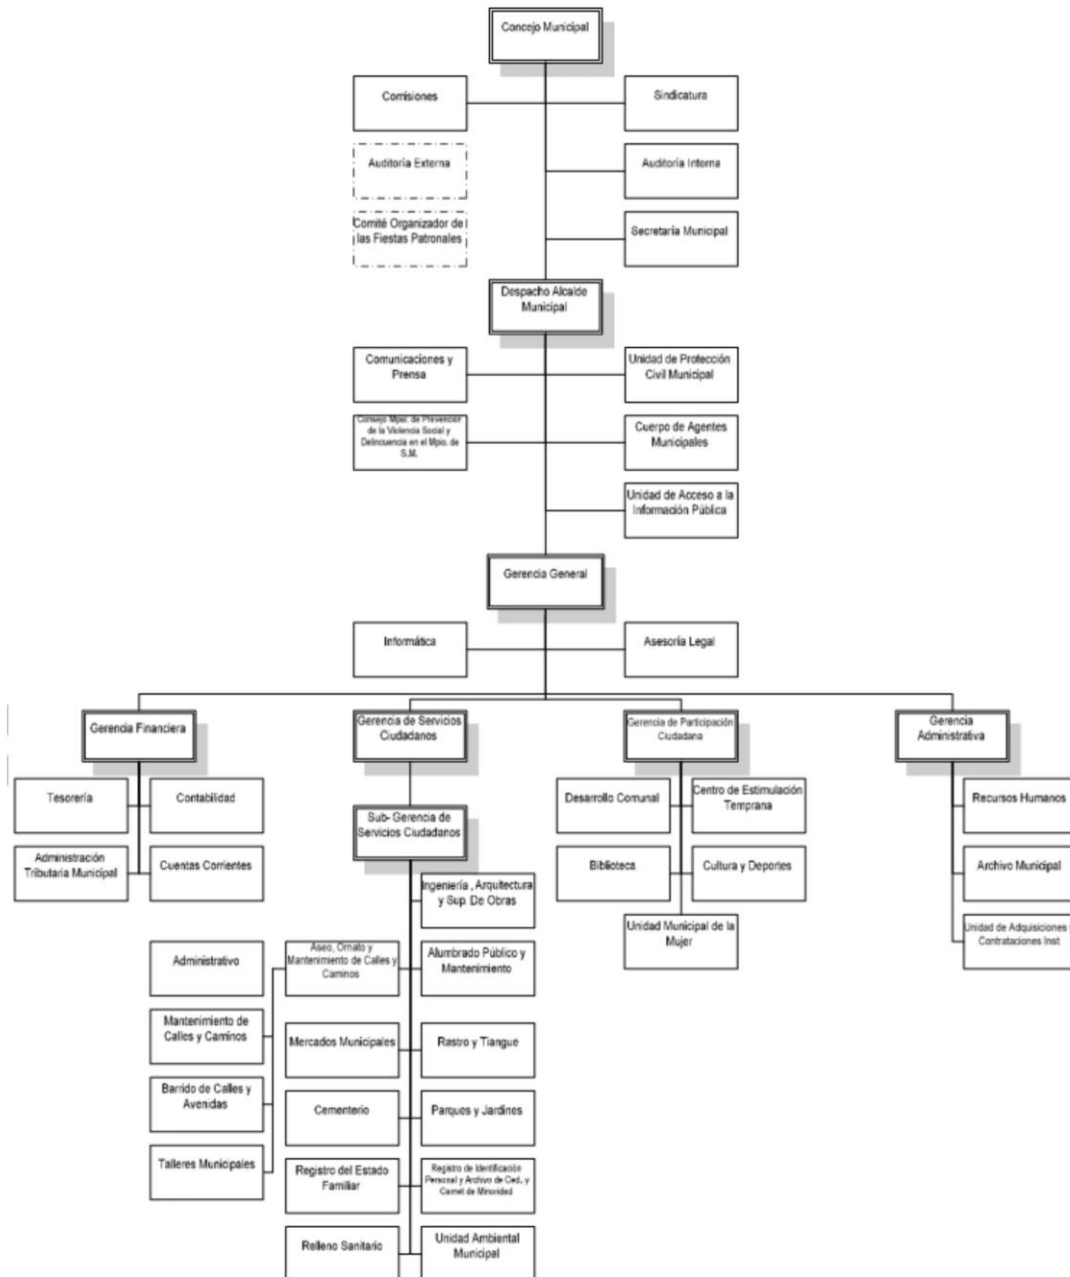 Concejo Municipal
Comisiones
Sindicatura
Auditoría Externa
Auditoría Interna
Comité Organizador de
las Fiestas Patronales
Secretaría Municipal
Despacho Alcalde
Municipal
Comunicaciones y
Prensa
Unidad de Protección
Civil Municipal
Consejo Mpal. de Prevención
de la Violencia Social y
Delincuencia en el Mpio. de
S.M.
Cuerpo de Agentes
Municipales
Unidad de Acceso a la
Información Pública
Gerencia General
Informática
Asesoría Legal
Gerencia Financiera
Gerencia de Servicios
Ciudadanos
Gerencia de Participación
Ciudadana
Gerencia
Administrativa
Tesorería
Contabilidad
Desarrollo Comunal
Centro de Estimulación
Temprana
Recursos Humanos
Sub- Gerencia de
Servicios Ciudadanos
Administración
Tributaria Municipal
Cuentas Corrientes
Biblioteca
Cultura y Deportes
Archivo Municipal
Ingeniería , Arquitectura
y Sup. De Obras
Unidad Municipal de la
Mujer
Unidad de Adquisiciones y
Contrataciones Inst.
Administrativo
Aseo, Ornato y
Mantenimiento de Calles y
Caminos
Alumbrado Público y
Mantenimiento
Mantenimiento de
Calles y Caminos
Mercados Municipales
Rastro y Tiangue
Barrido de Calles y
Avenidas
Cementerio
Parques y Jardines
Talleres Municipales
Registro del Estado
Familiar
Registro de Identificación
Personal y Archivo de Ced. y
Carnet de Minoridad
Relleno Sanitario
Unidad Ambiental
Municipal